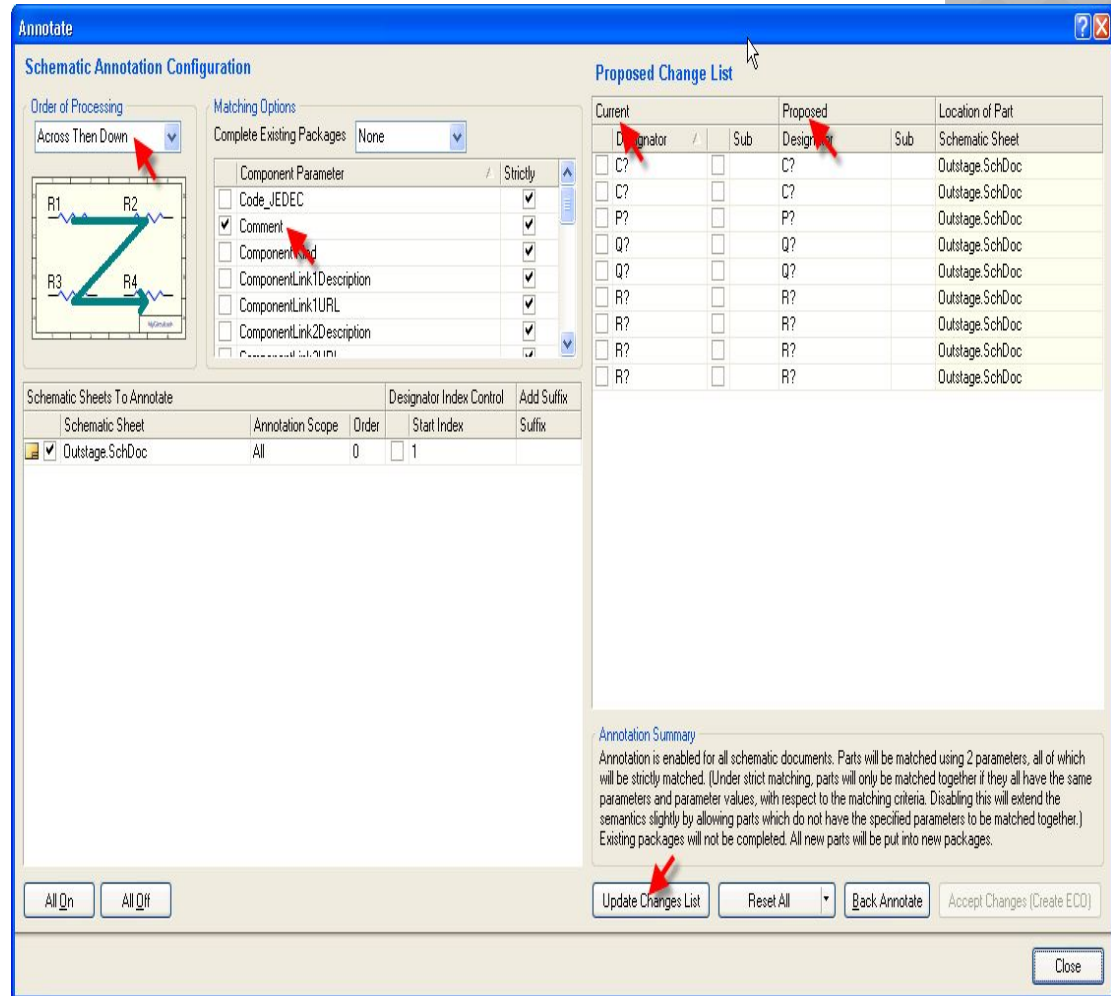 Annotate
Schematic Annotation Configuration
Order of Processing
Across Then Down
R1 R2
R3 R4
Matching Options
Complete Existing Packages None
Component Parameter Strictly
Code_JEDEC
Comment
ComponentKind
ComponentLink1Description
ComponentLink1URL
ComponentLink2Description
Schematic Sheets To Annotate Designator Index Control Add Suffix
Schematic Sheet Annotation Scope Order Start Index Suffix
Outstage.SchDoc All 0 1
All On All Off
Proposed Change List
Current Proposed Location of Part
Designator Sub Designator Sub Schematic Sheet
C? C? Outstage.SchDoc
C? C? Outstage.SchDoc
P? P? Outstage.SchDoc
Q? Q? Outstage.SchDoc
Q? Q? Outstage.SchDoc
R? R? Outstage.SchDoc
R? R? Outstage.SchDoc
R? R? Outstage.SchDoc
R? R? Outstage.SchDoc
Annotation Summary
Annotation is enabled for all schematic documents. Parts will be matched using 2 parameters, all of which
will be strictly matched. (Under strict matching, parts will only be matched together if they all have the same
parameters and parameter values, with respect to the matching criteria. Disabling this will extend the
semantics slightly by allowing parts which do not have the specified parameters to be matched together.)
Existing packages will not be completed. All new parts will be put into new packages.
Update Changes List Reset All Back Annotate Accept Changes (Create ECO)
Close